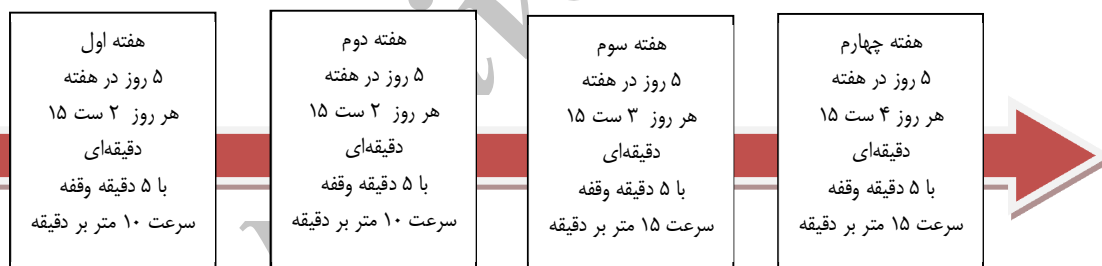 هفته اول
۵ روز در هفته
هر روز ۲ ست ۱۵
دقیقه‌ای
با ۵ دقیقه وقفه
سرعت ۱۰ متر بر دقیقه
هفته دوم
۵ روز در هفته
هر روز ۲ ست ۱۵
دقیقه‌ای
با ۵ دقیقه وقفه
سرعت ۱۰ متر بر دقیقه
هفته سوم
۵ روز در هفته
هر روز ۳ ست ۱۵
دقیقه‌ای
با ۵ دقیقه وقفه
سرعت ۱۵ متر بر دقیقه
هفته چهارم
۵ روز در هفته
هر روز ۴ ست ۱۵
دقیقه‌ای
با ۵ دقیقه وقفه
سرعت ۱۵ متر بر دقیقه